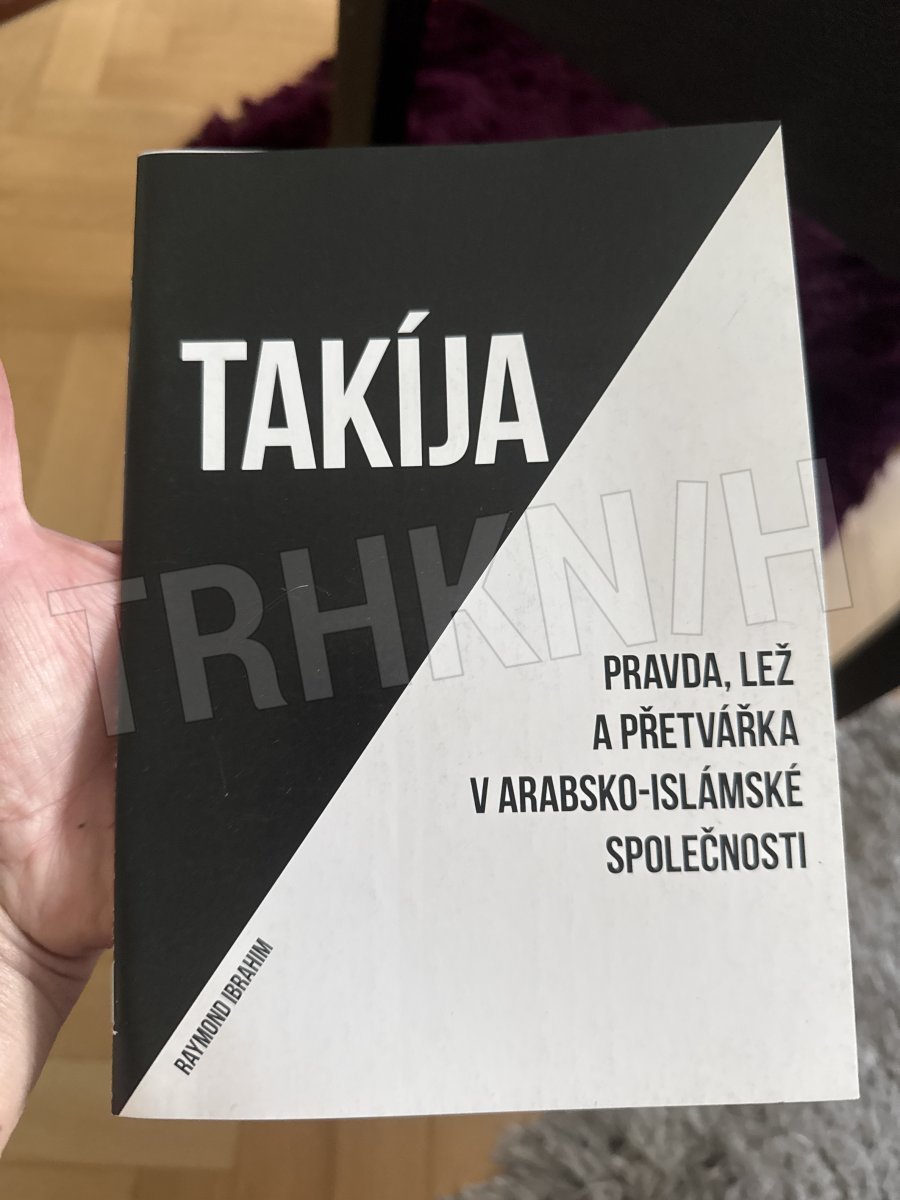 TAKÍJA
TRHKNIH
PRAVDA, LEŽ
A PŘETVÁŘKA
V ARABSKO-ISLÁMSKÉ
SPOLEČNOSTI
RAYMOND IBRAHIM